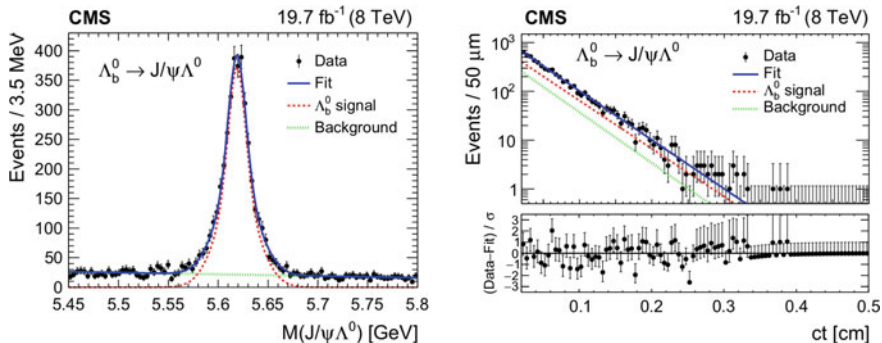 CMS 19.7 fb⁻¹ (8 TeV)
Events / 3.5 MeV
400
350
300
250
200
150
100
50
0
Λ⁰_b → J/ψΛ⁰
Data
Fit
Λ⁰_b signal
Background
5.45 5.5 5.55 5.6 5.65 5.7 5.75 5.8
M(J/ψΛ⁰) [GeV]
CMS 19.7 fb⁻¹ (8 TeV)
Events / 50 μm
10³
10²
10
1
Λ⁰_b → J/ψΛ⁰
Data
Fit
Λ⁰_b signal
Background
(Data-Fit) / σ
3
2
1
0
−1
−2
−3
0.1 0.2 0.3 0.4 0.5
ct [cm]